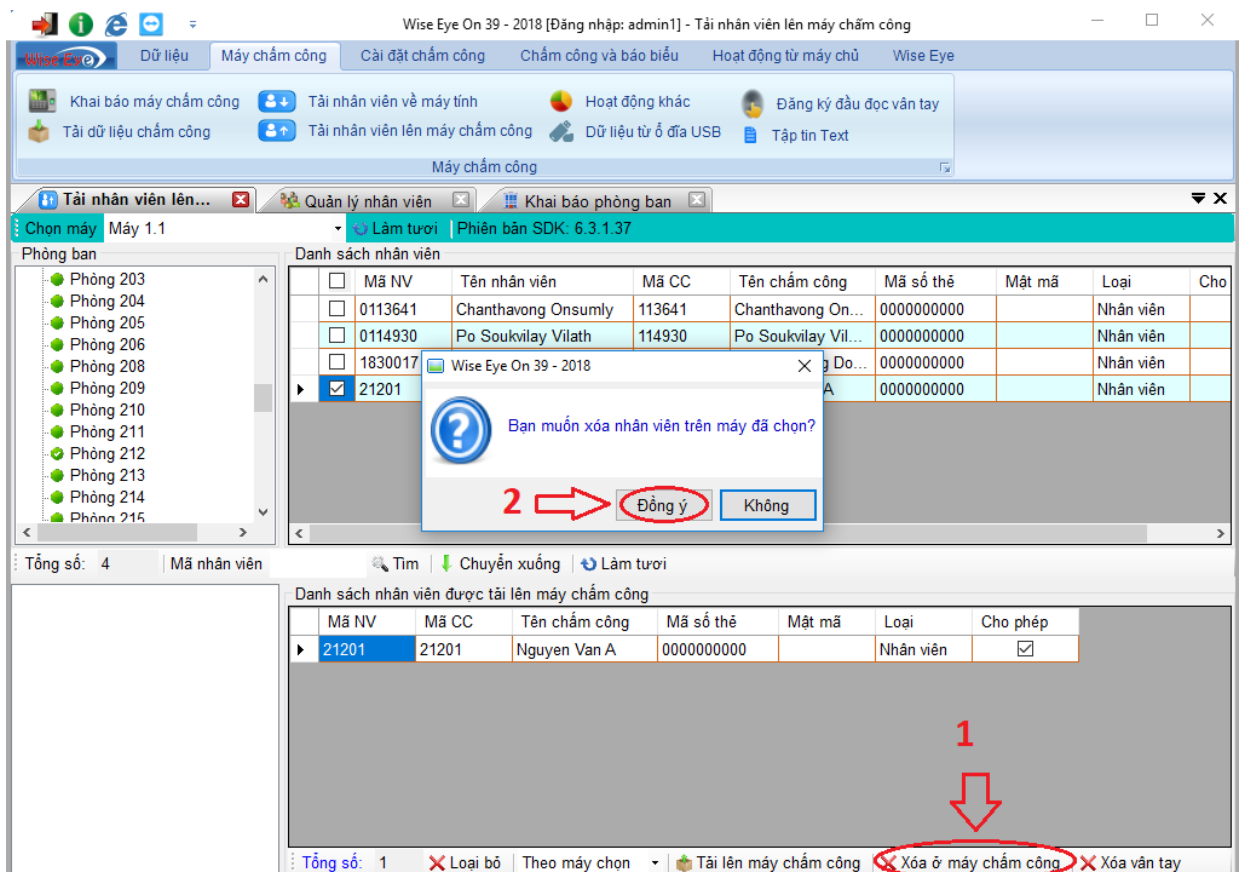 Wise Eye On 39 - 2018 [Đăng nhập: admin1] - Tải nhân viên lên máy chấm công
Wise Eye Dữ liệu Máy chấm công Cài đặt chấm công Chấm công và báo biểu Hoạt động từ máy chủ Wise Eye
Khai báo máy chấm công Tải nhân viên về máy tính Hoạt động khác Đăng ký đầu đọc vân tay
Tải dữ liệu chấm công Tải nhân viên lên máy chấm công Dữ liệu từ ổ đĩa USB Tập tin Text
Máy chấm công
Tải nhân viên lên... Quản lý nhân viên Khai báo phòng ban
Chọn máy Máy 1.1 Làm tươi Phiên bản SDK: 6.3.1.37
Phòng ban
Phòng 203
Phòng 204
Phòng 205
Phòng 206
Phòng 208
Phòng 209
Phòng 210
Phòng 211
Phòng 212
Phòng 213
Phòng 214
Phòng 215
Danh sách nhân viên
Mã NV Tên nhân viên Mã CC Tên chấm công Mã số thẻ Mật mã Loại Cho
0113641 Chanthavong Onsumly 113641 Chanthavong On... 0000000000 Nhân viên
0114930 Po Soukvilay Vilath 114930 Po Soukvilay Vil... 0000000000 Nhân viên
1830017 g Do... 0000000000 Nhân viên
21201 A 0000000000 Nhân viên
Wise Eye On 39 - 2018
Bạn muốn xóa nhân viên trên máy đã chọn?
2 Đồng ý Không
Tổng số: 4 Mã nhân viên Tìm Chuyển xuống Làm tươi
Danh sách nhân viên được tải lên máy chấm công
Mã NV Mã CC Tên chấm công Mã số thẻ Mật mã Loại Cho phép
21201 21201 Nguyen Van A 0000000000 Nhân viên
1
Tổng số: 1 Loại bỏ Theo máy chọn Tải lên máy chấm công Xóa ở máy chấm công Xóa vân tay